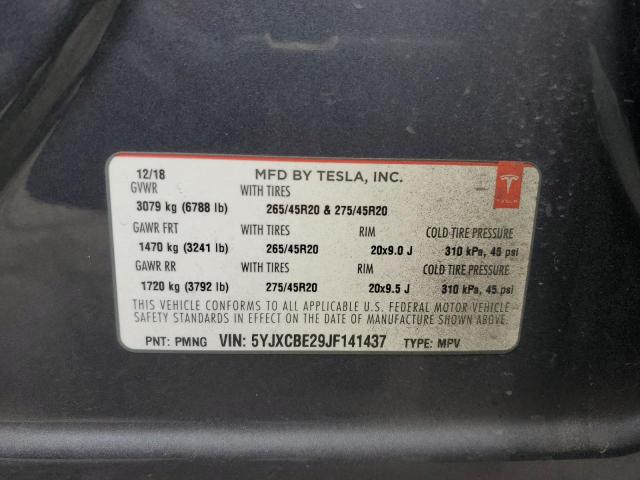 12/18 MFD BY TESLA, INC.
GVWR WITH TIRES
3079 kg (6788 lb) 265/45R20 & 275/45R20
GAWR FRT WITH TIRES RIM COLD TIRE PRESSURE
1470 kg (3241 lb) 265/45R20 20x9.0 J 310 kPa, 45 psi
GAWR RR WITH TIRES RIM COLD TIRE PRESSURE
1720 kg (3792 lb) 275/45R20 20x9.5 J 310 kPa, 45 psi
THIS VEHICLE CONFORMS TO ALL APPLICABLE U.S. FEDERAL MOTOR VEHICLE
SAFETY STANDARDS IN EFFECT ON THE DATE OF MANUFACTURE SHOWN ABOVE.
PNT: PMNG VIN: 5YJXCBE29JF141437 TYPE: MPV
TESLA